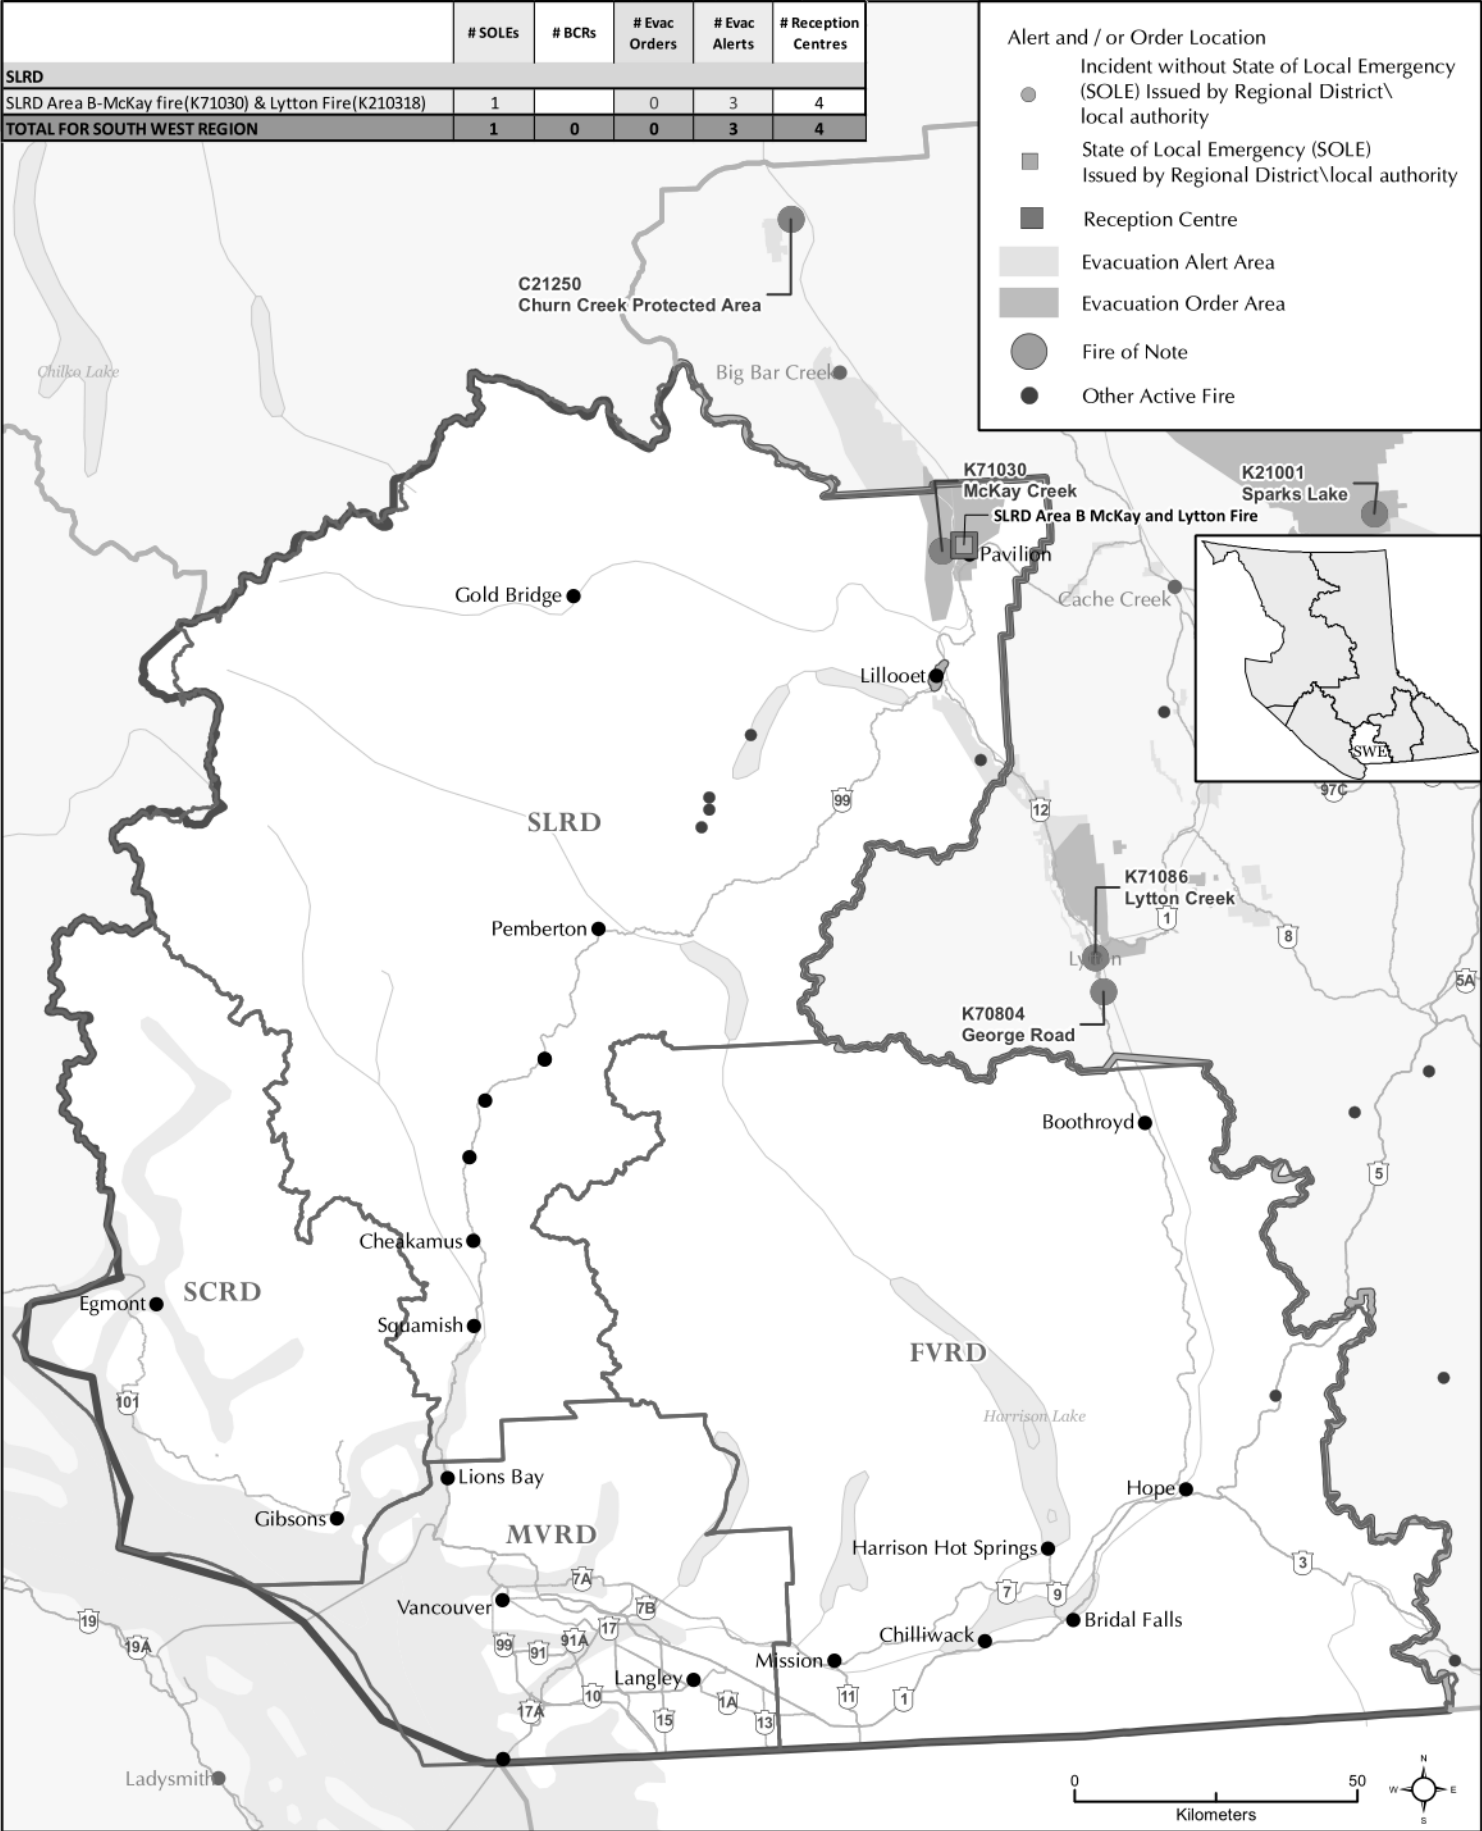 # SOLEs
# BCRs
# Evac
Orders
# Evac
Alerts
# Reception
Centres
SLRD
SLRD Area B-McKay fire(K71030) & Lytton Fire(K210318) 1 0 3 4
TOTAL FOR SOUTH WEST REGION 1 0 0 3 4
Alert and / or Order Location
Incident without State of Local Emergency
(SOLE) Issued by Regional District\
local authority
State of Local Emergency (SOLE)
Issued by Regional District\local authority
Reception Centre
Evacuation Alert Area
Evacuation Order Area
Fire of Note
Other Active Fire
C21250
Churn Creek Protected Area
Chilko Lake
Big Bar Creek
K71030
McKay Creek
K21001
Sparks Lake
SLRD Area B McKay and Lytton Fire
Pavilion
Gold Bridge
Cache Creek
Lillooet
SWE
97C
99
12
SLRD
K71086
Lytton Creek
1
8
Pemberton
Lytton
5A
K70804
George Road
Boothroyd
5
Cheakamus
SCRD
Egmont
Squamish
FVRD
101
Harrison Lake
Lions Bay
Hope
Gibsons
MVRD
Harrison Hot Springs
3
7A
7
9
Vancouver
7B
19
17
Bridal Falls
19A
99
91
91A
Chilliwack
Mission
Langley
10
1A
11
1
17A
15
13
Ladysmith
0 50
Kilometers
N
W E
S